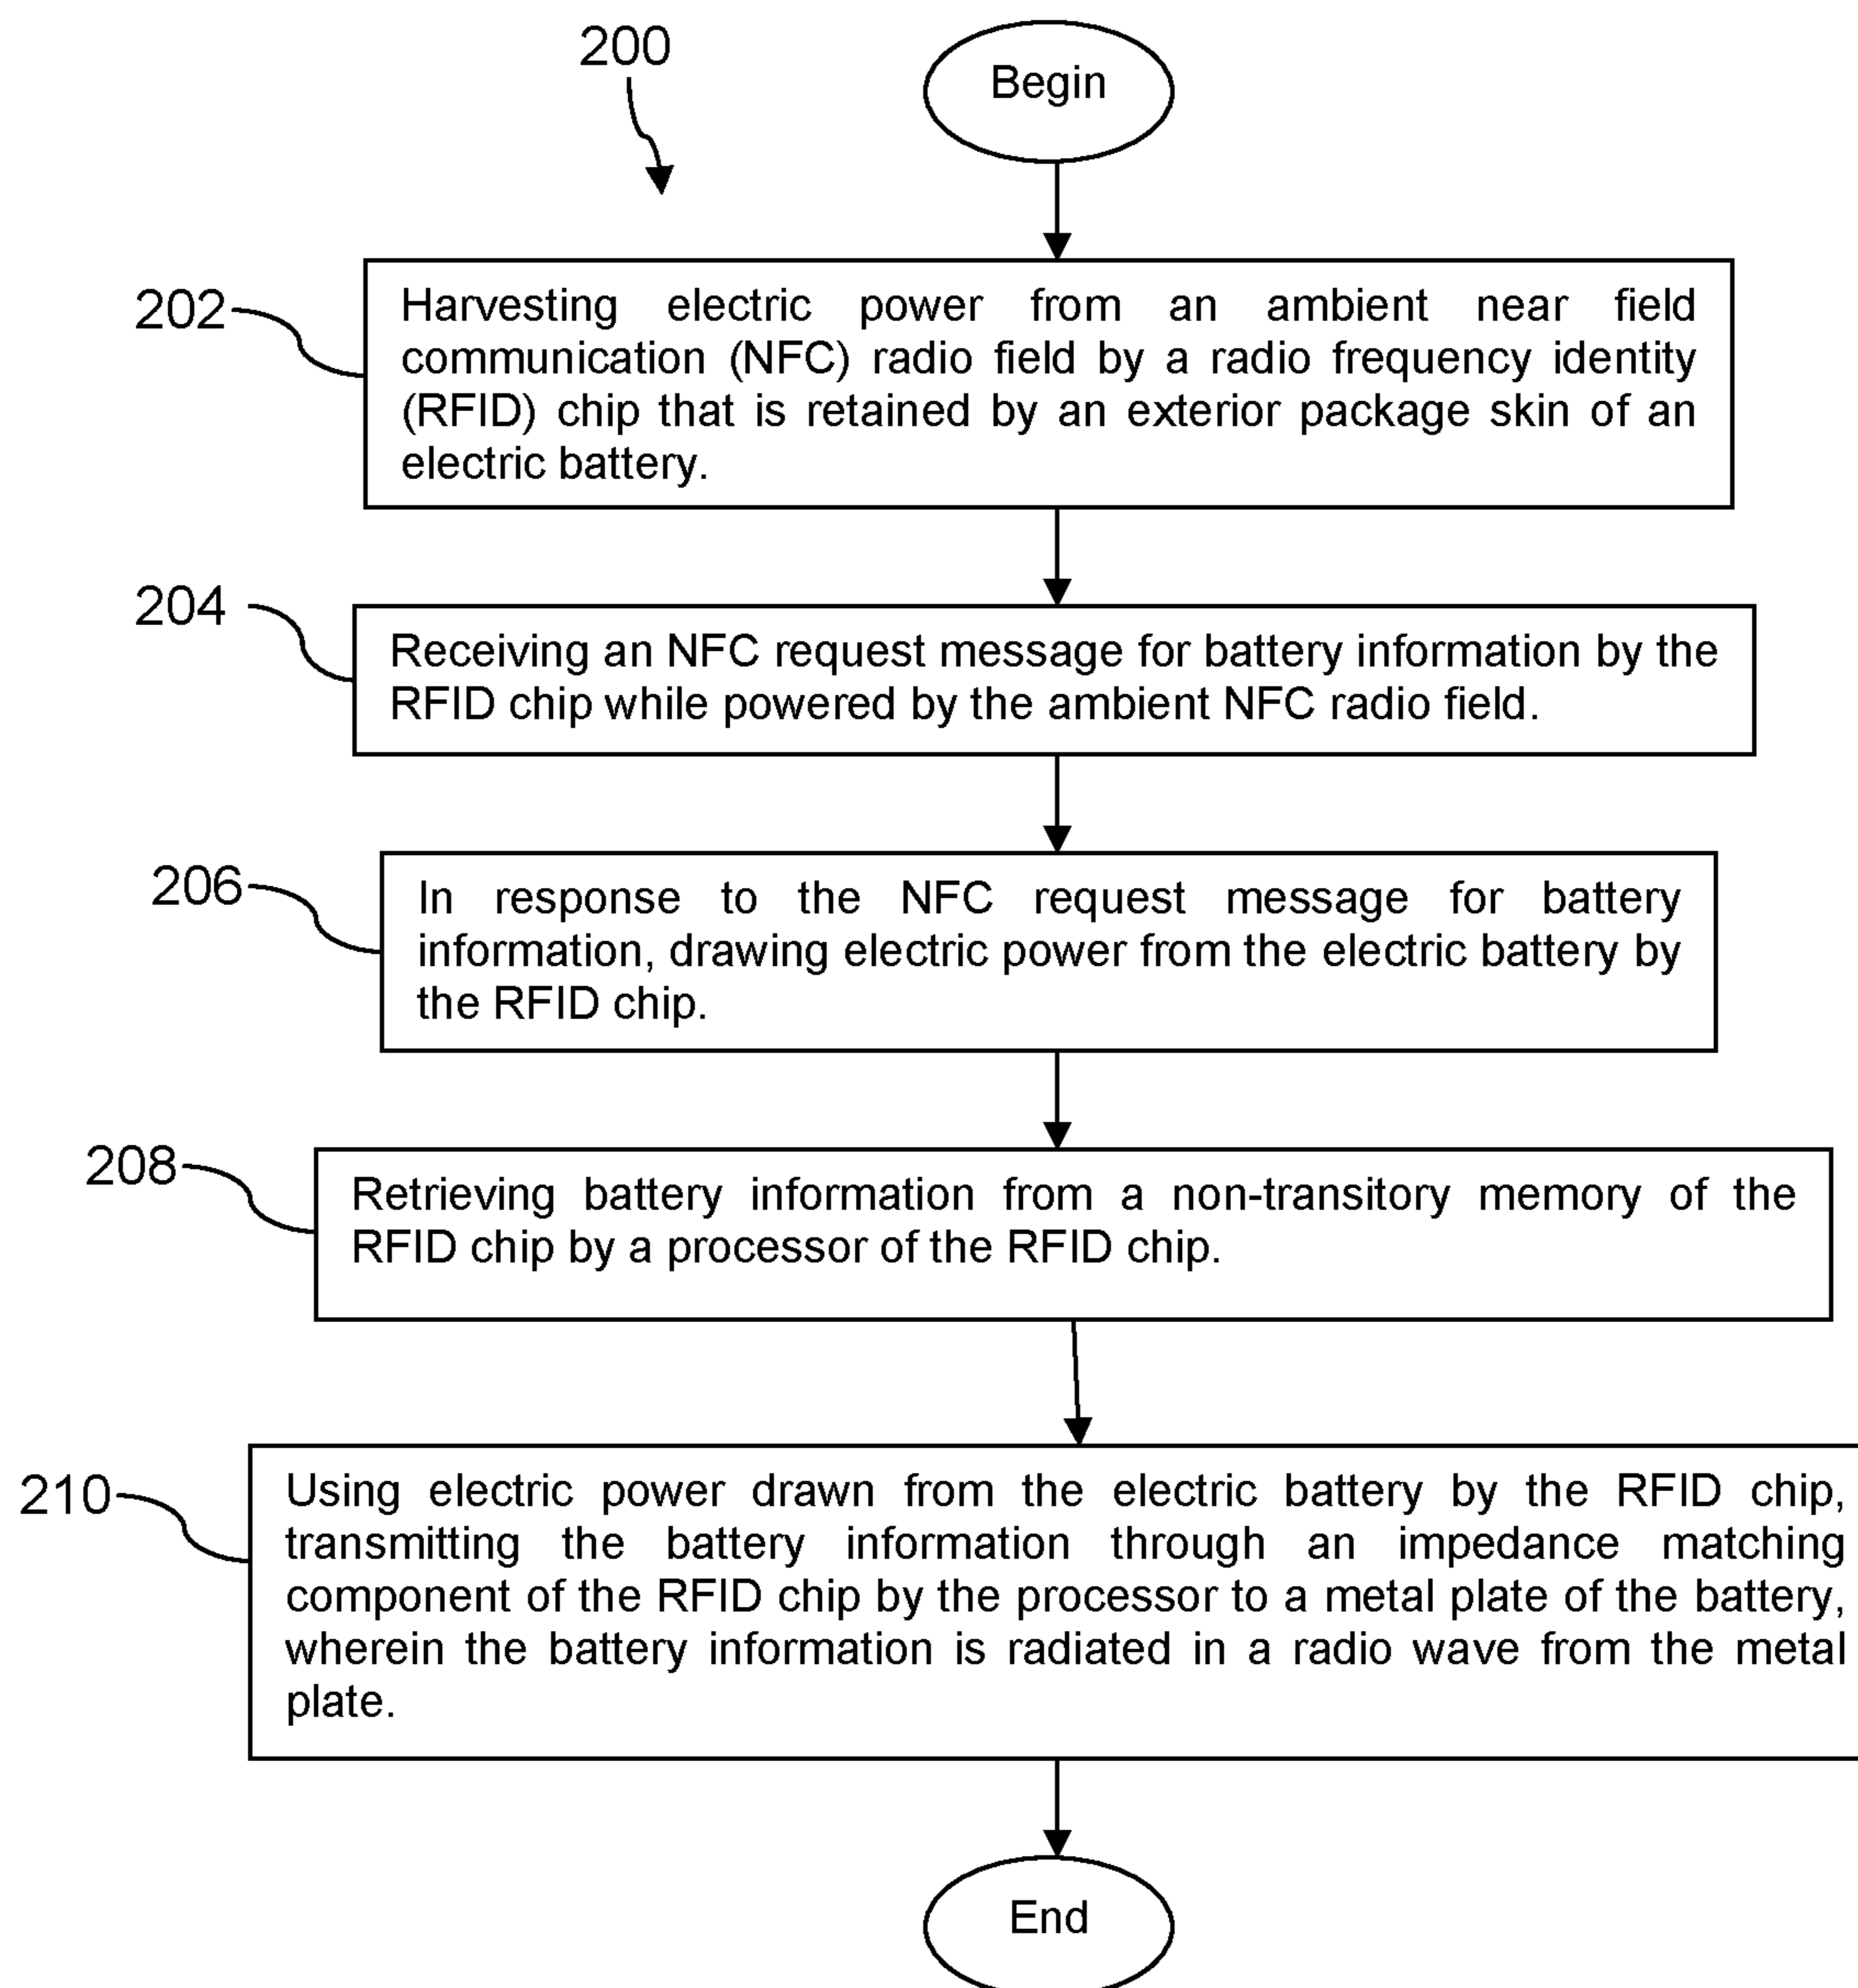 200
Begin
202
Harvesting electric power from an ambient near field
communication (NFC) radio field by a radio frequency identity
(RFID) chip that is retained by an exterior package skin of an
electric battery.
204
Receiving an NFC request message for battery information by the
RFID chip while powered by the ambient NFC radio field.
206
In response to the NFC request message for battery
information, drawing electric power from the electric battery by
the RFID chip.
208
Retrieving battery information from a non-transitory memory of the
RFID chip by a processor of the RFID chip.
210
Using electric power drawn from the electric battery by the RFID chip,
transmitting the battery information through an impedance matching
component of the RFID chip by the processor to a metal plate of the battery,
wherein the battery information is radiated in a radio wave from the metal
plate.
End